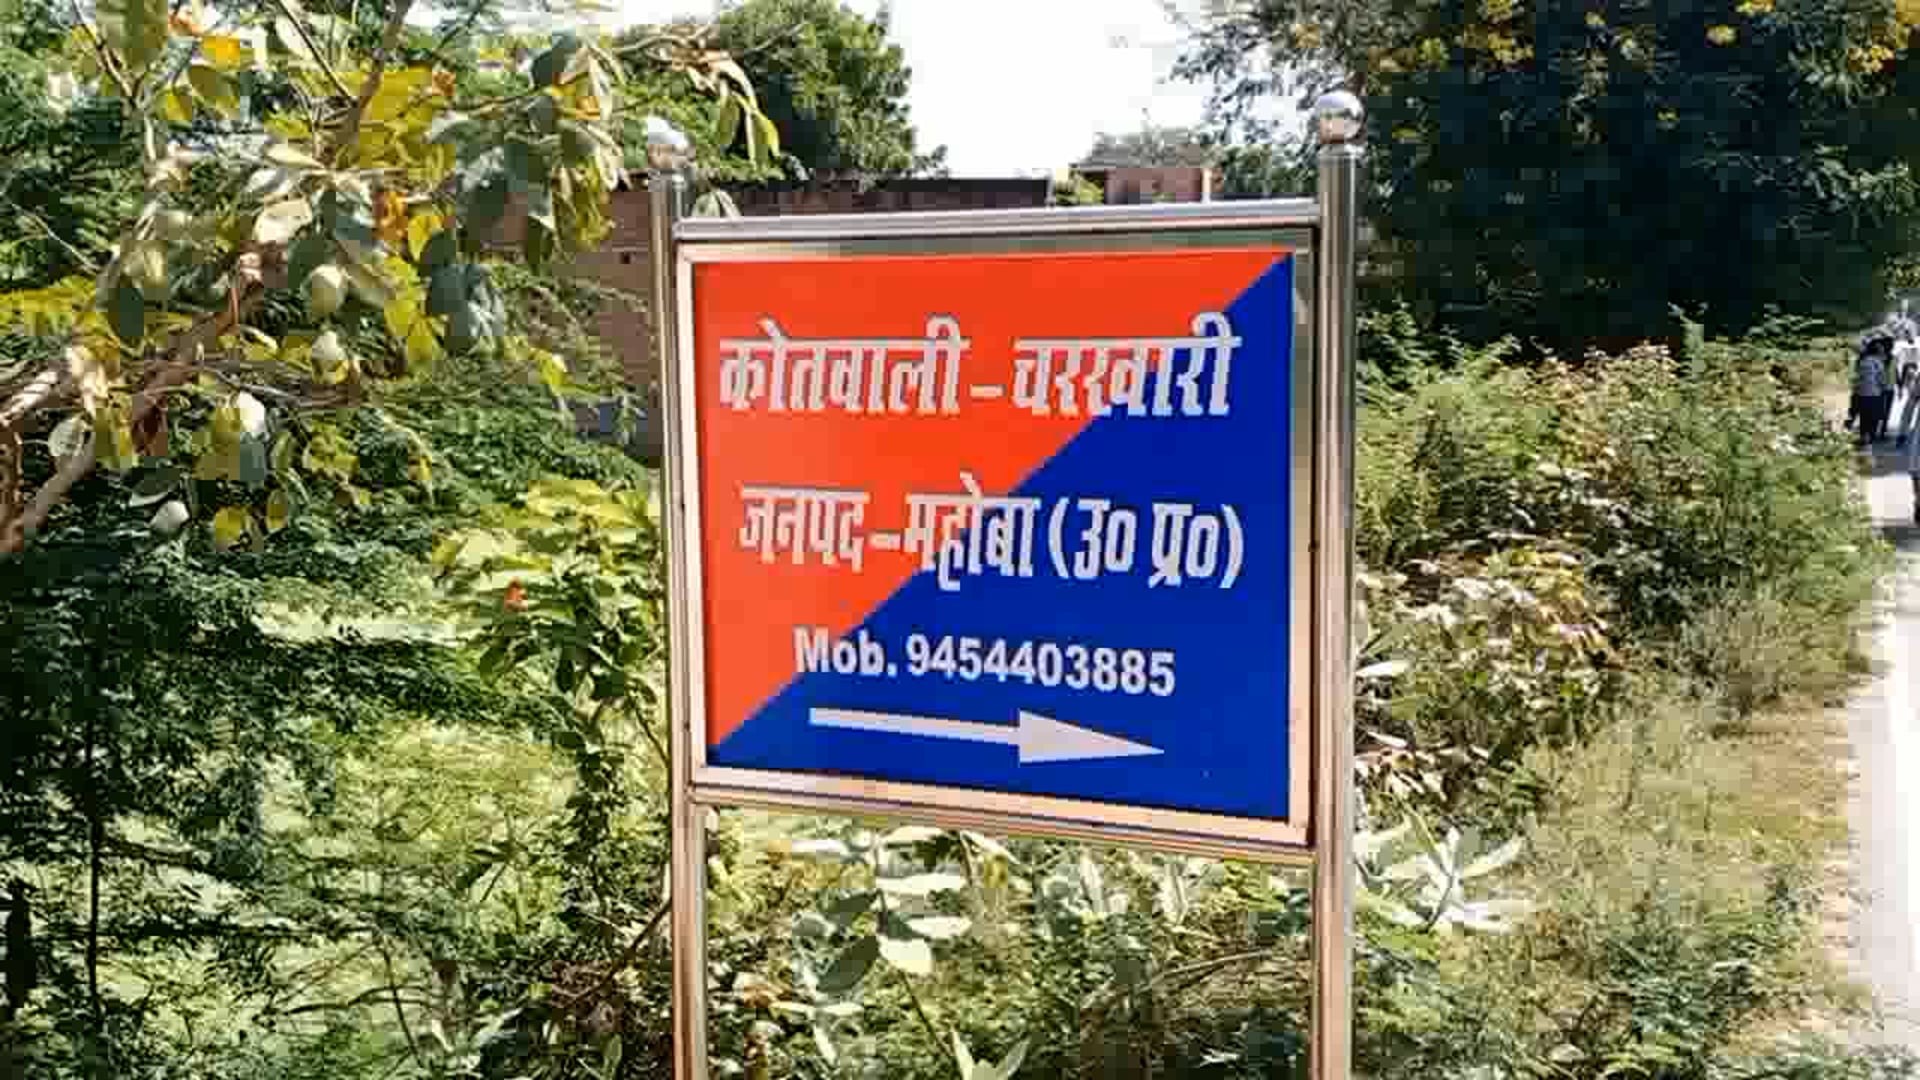 कोतवाली - चरखारी
जनपद - महोबा (उ० प्र०)
Mob. 9454403885